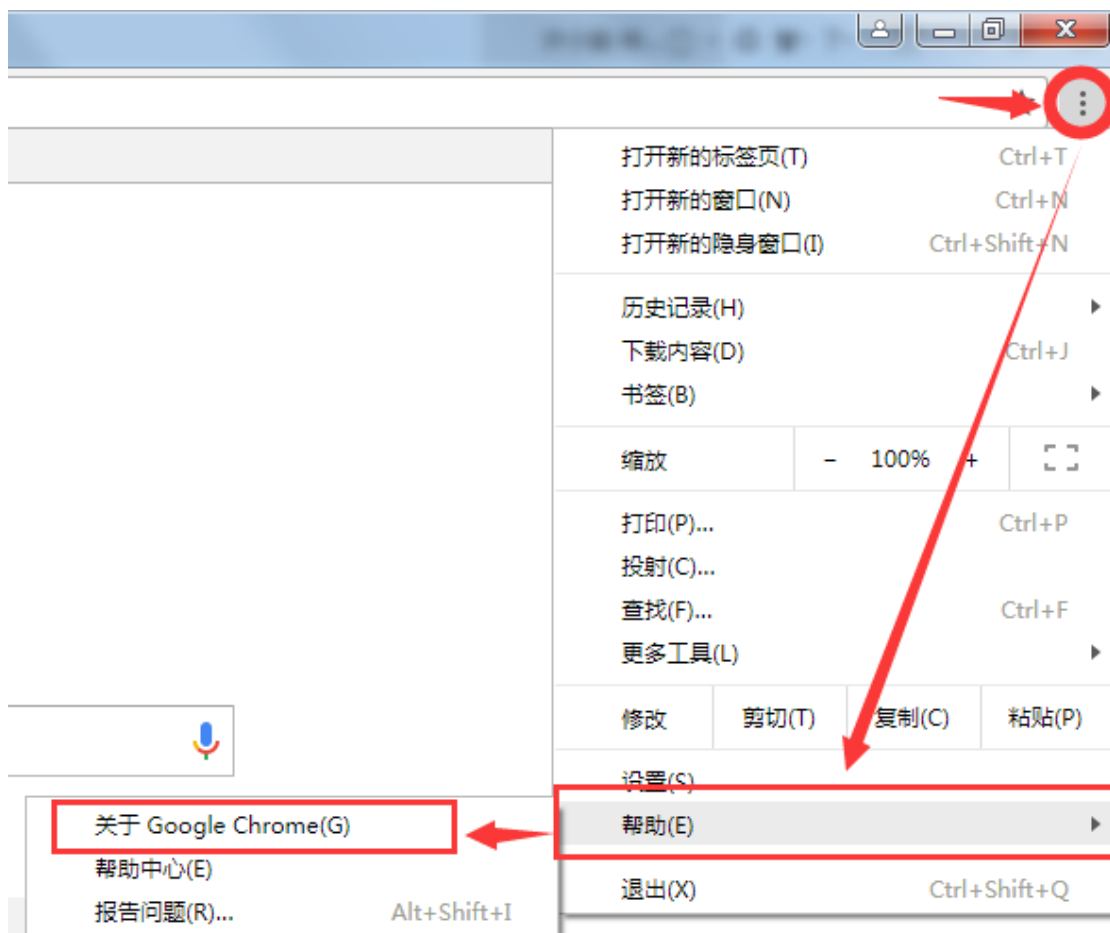 打开新的标签页(T) Ctrl+T
打开新的窗口(N) Ctrl+N
打开新的隐身窗口(I) Ctrl+Shift+N
历史记录(H)
下载内容(D) Ctrl+J
书签(B)
缩放 - 100% +
打印(P)... Ctrl+P
投射(C)...
查找(F)... Ctrl+F
更多工具(L)
修改 剪切(T) 复制(C) 粘贴(P)
设置(S)
帮助(E)
退出(X) Ctrl+Shift+Q
关于 Google Chrome(G)
帮助中心(E)
报告问题(R)... Alt+Shift+I